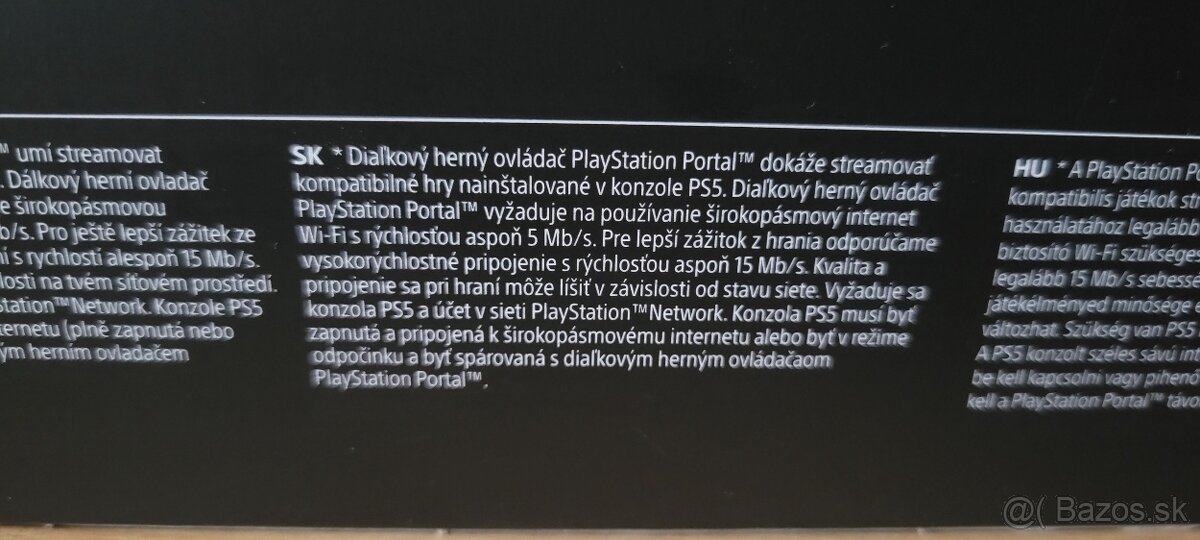 ™ umí streamovat
. Dálkový herní ovladač
e širokopásmovou
b/s. Pro ještě lepší zážitek ze
ní s rychlostí alespoň 15 Mb/s.
losti na tvém síťovém prostředí.
Station™Network. Konzole PS5
ternetu (plně zapnutá nebo
ým herním ovladačem
SK * Diaľkový herný ovládač PlayStation Portal™ dokáže streamovať
kompatibilné hry nainštalované v konzole PS5. Diaľkový herný ovládač
PlayStation Portal™ vyžaduje na používanie širokopásmový internet
Wi-Fi s rýchlosťou aspoň 5 Mb/s. Pre lepší zážitok z hrania odporúčame
vysokorýchlostné pripojenie s rýchlosťou aspoň 15 Mb/s. Kvalita a
pripojenie sa pri hraní môže líšiť v závislosti od stavu siete. Vyžaduje sa
konzola PS5 a účet v sieti PlayStation™Network. Konzola PS5 musí byť
zapnutá a pripojená k širokopásmovému internetu alebo byť v režime
odpočinku a byť spárovaná s diaľkovým herným ovládačaom
PlayStation Portal™.
HU * A PlayStation Po
kompatibilis játékok st
használatához legalább
biztosító Wi-Fi szükséges
legalább 15 Mb/s sebess
játékélményed minősége
változhat. Szükség van PS5
A PS5 konzolt széles sávú in
be kell kapcsolni vagy pihenő
kell a PlayStation Portal™ távo
@( Bazos.sk